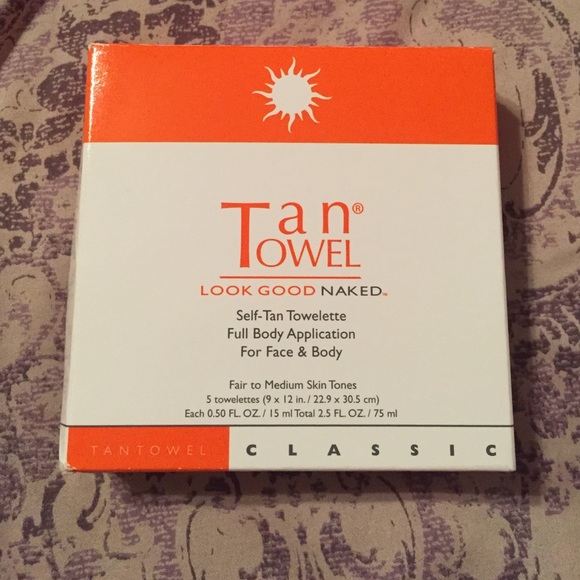 Tan®
TOWEL
LOOK GOOD NAKED™
Self-Tan Towelette
Full Body Application
For Face & Body
Fair to Medium Skin Tones
5 towelettes (9 x 12 in. / 22.9 x 30.5 cm)
Each 0.50 FL. OZ. / 15 ml Total 2.5 FL. OZ. / 75 ml
TANTOWEL CLASSIC